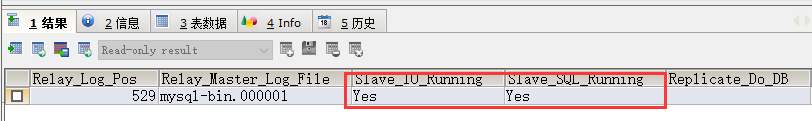 1 结果 2 信息 3 表数据 4 Info 5 历史
Read-only result
Relay_Log_Pos Relay_Master_Log_File Slave_IO_Running Slave_SQL_Running Replicate_Do_DB
529 mysql-bin.000001 Yes Yes